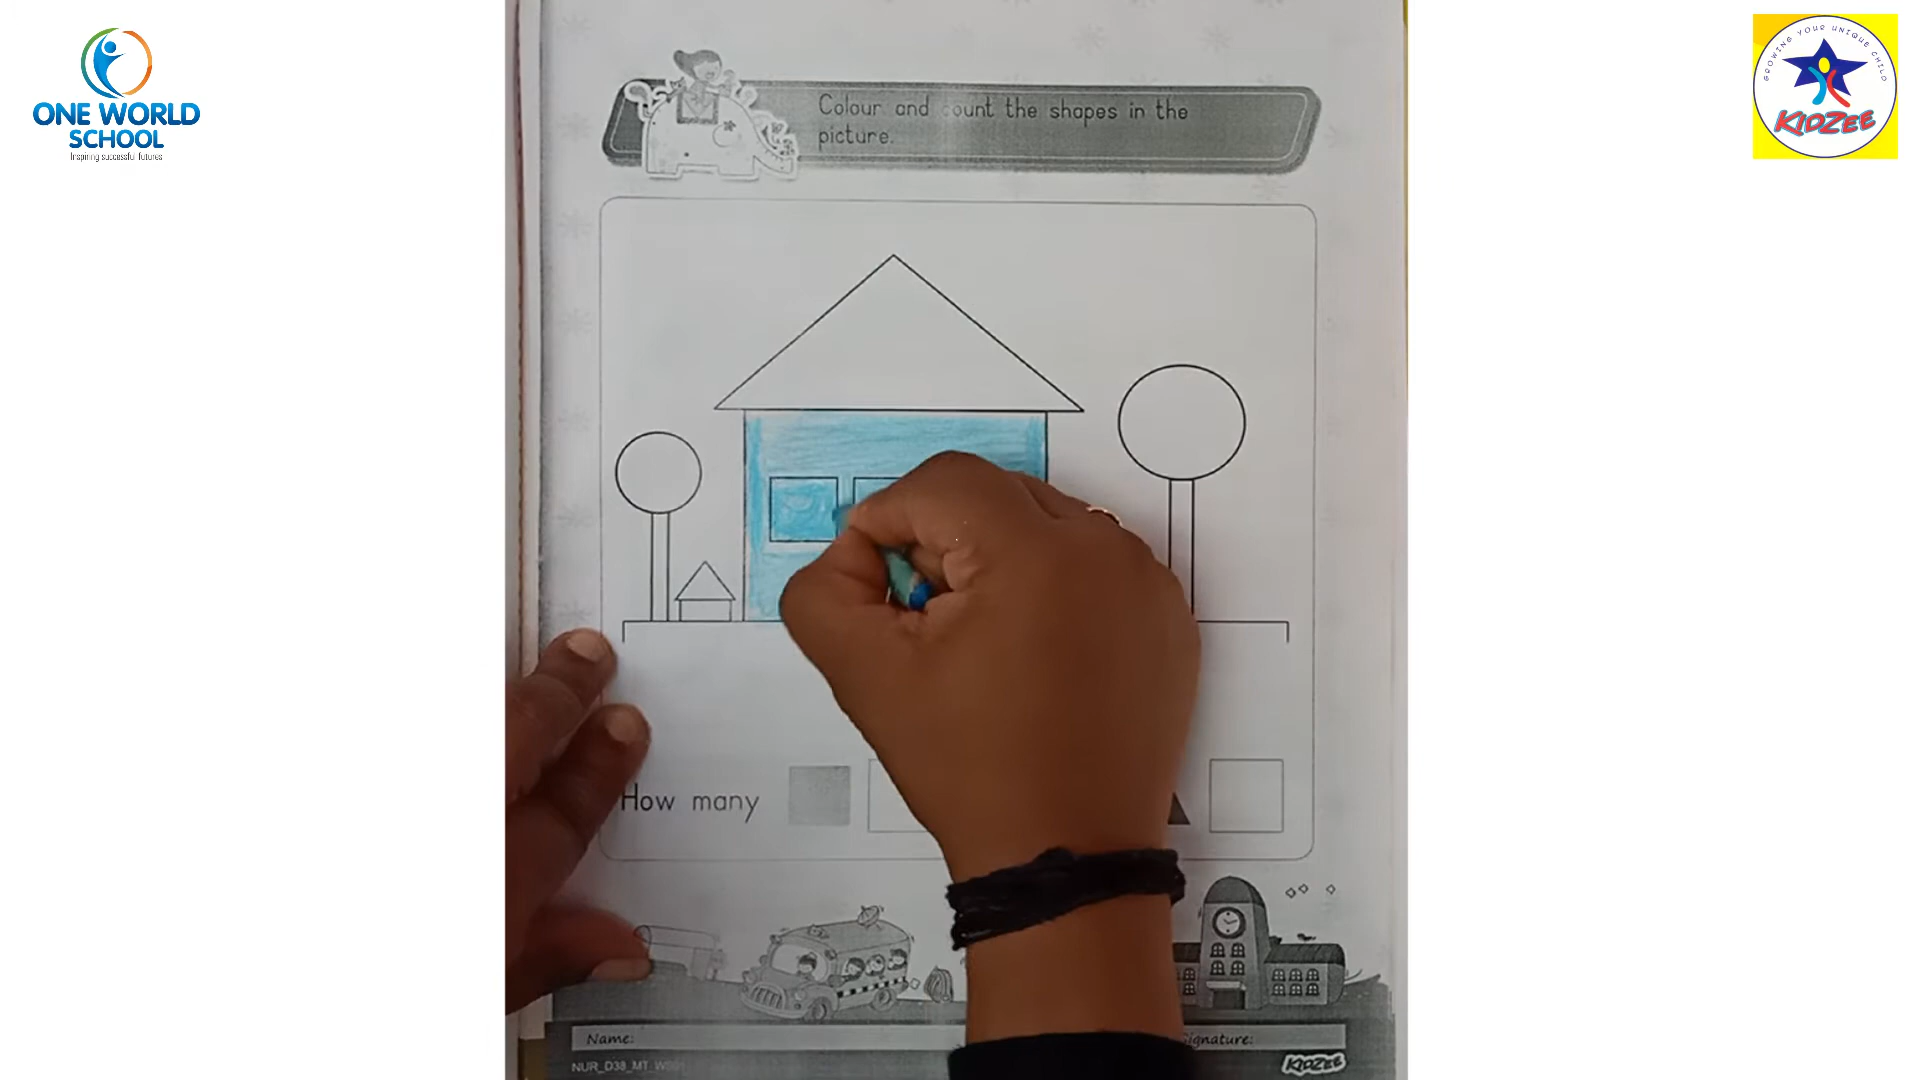 ONE WORLD
SCHOOL
Inspiring successful futures
GROWING YOUR UNIQUE CHILD
KIDZEE
Colour and count the shapes in the
picture.
How many
Name:
Signature:
NUR_D38_MT_W
KIDZEE